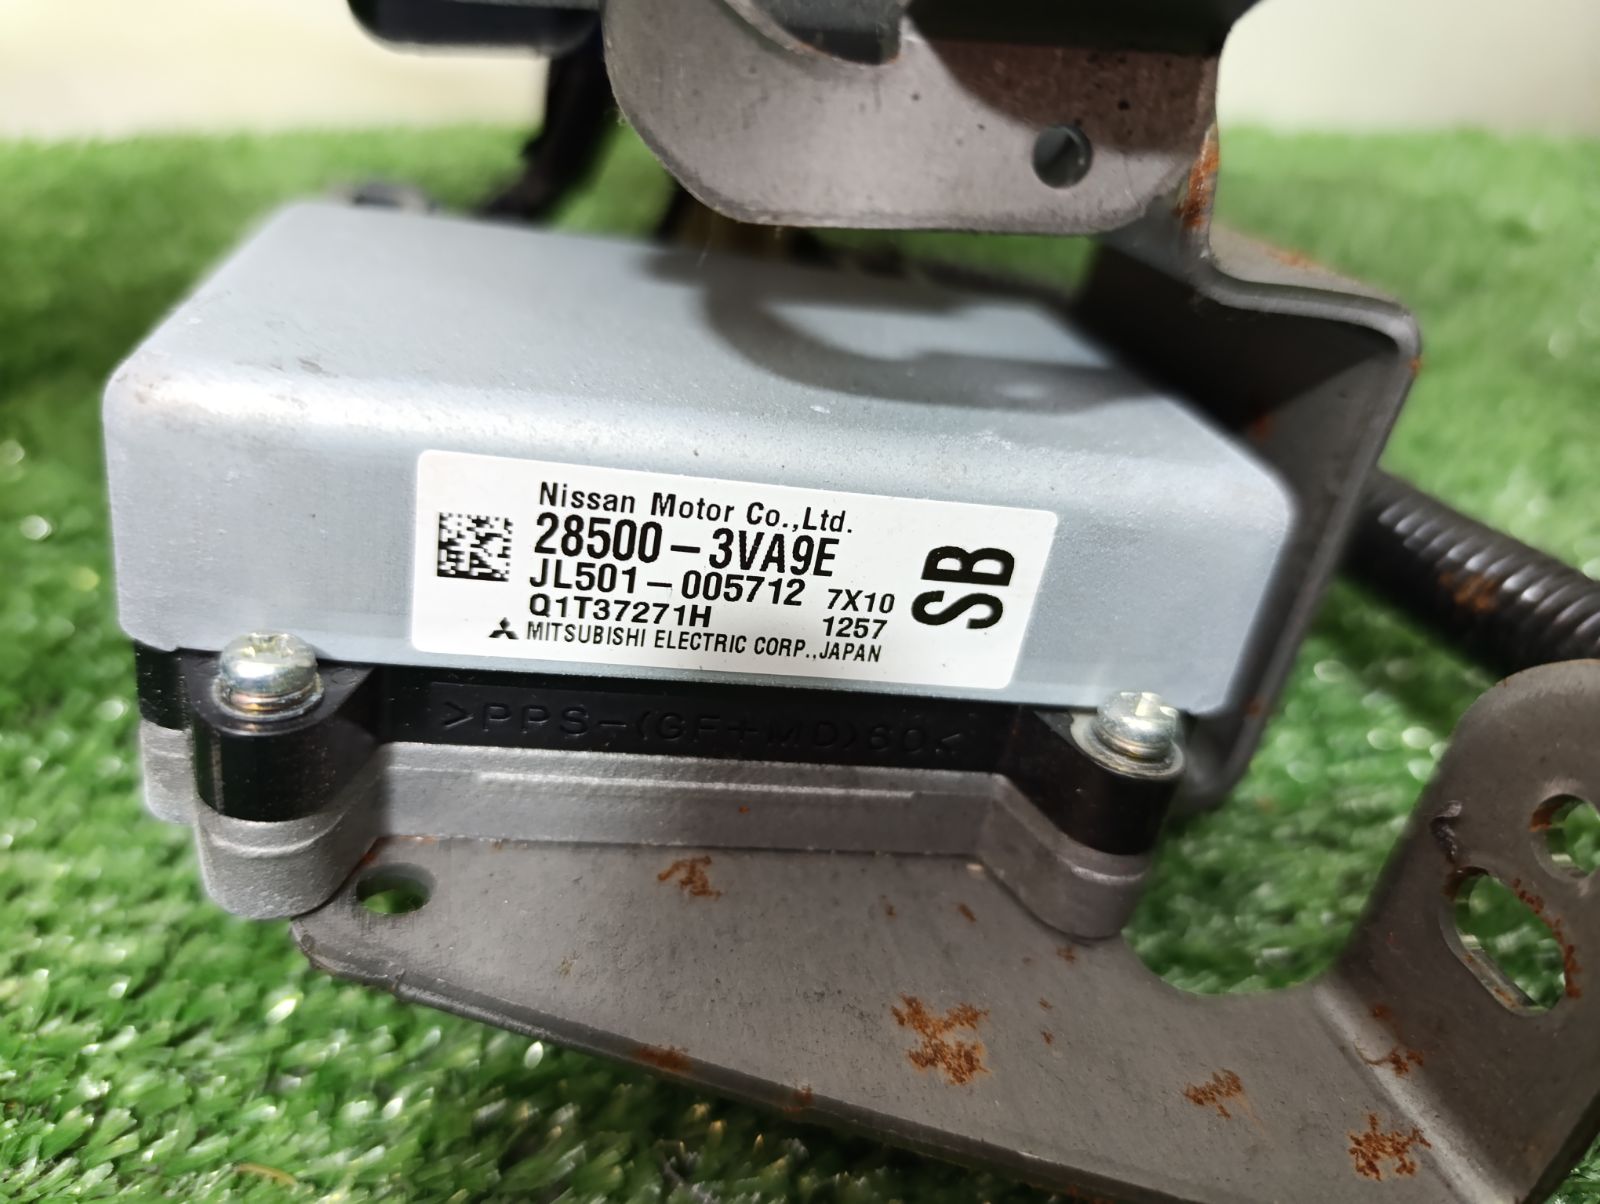 Nissan Motor Co.,Ltd.
28500-3VA9E
JL501-005712 7X10
Q1T37271H 1257
MITSUBISHI ELECTRIC CORP.,JAPAN
SB
>PPS-(GF+MD)60<